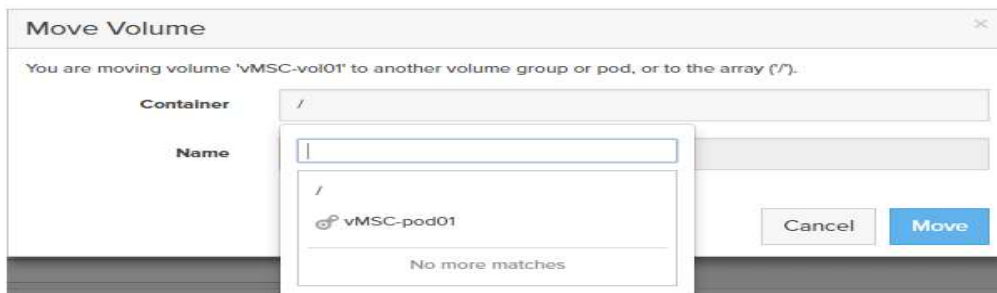 Move Volume
×
You are moving volume 'vMSC-vol01' to another volume group or pod, or to the array ('/').
Container
/
Name
/
vMSC-pod01
No more matches
Cancel
Move